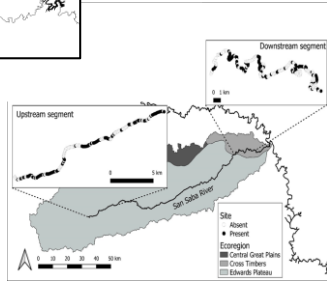 Downstream segment
0 1 km
Upstream segment
0 5 km
San Saba River
Site
Absent
Present
Ecoregion
Central Great Plains
Cross Timbers
Edwards Plateau
0 10 20 30 40 50 km